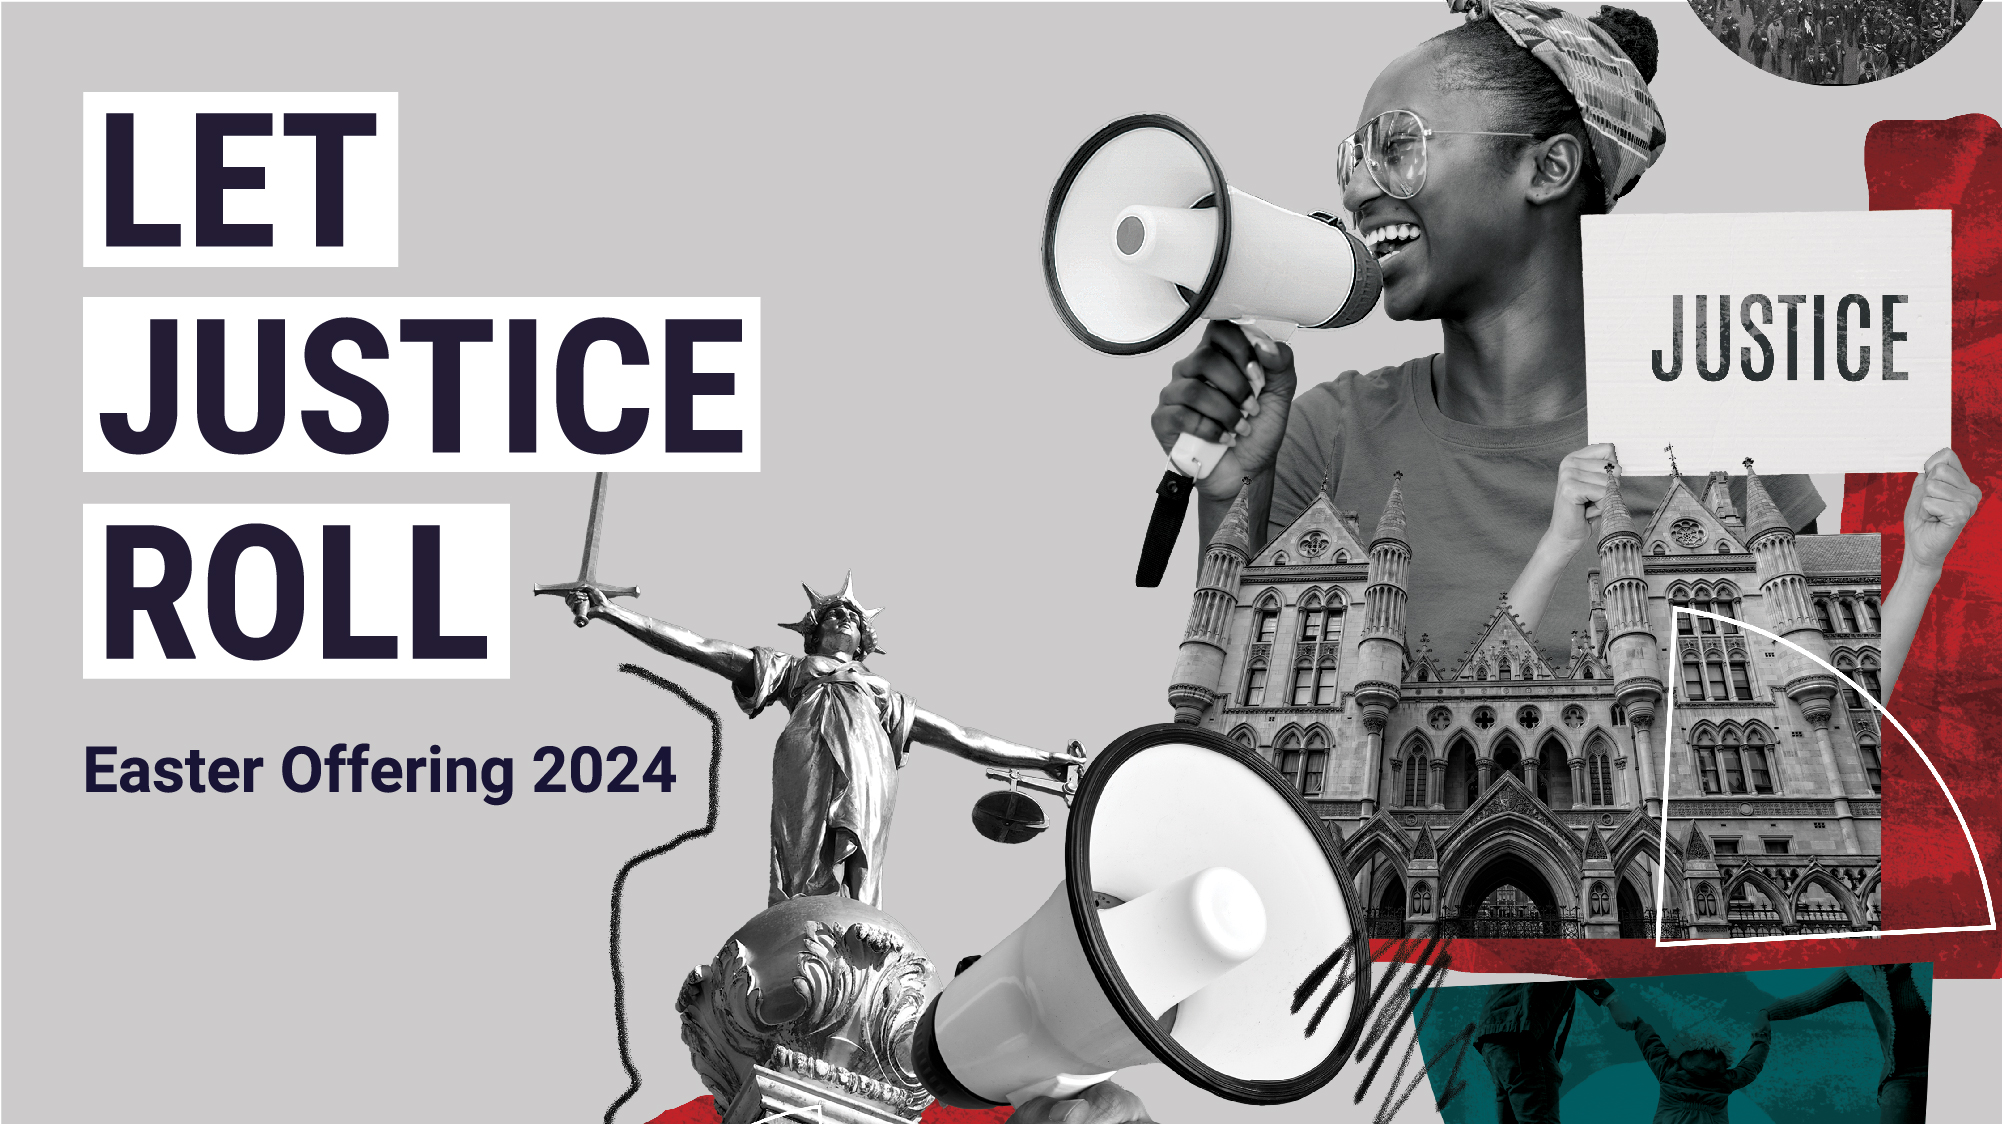 LET
JUSTICE
ROLL
Easter Offering 2024
JUSTICE